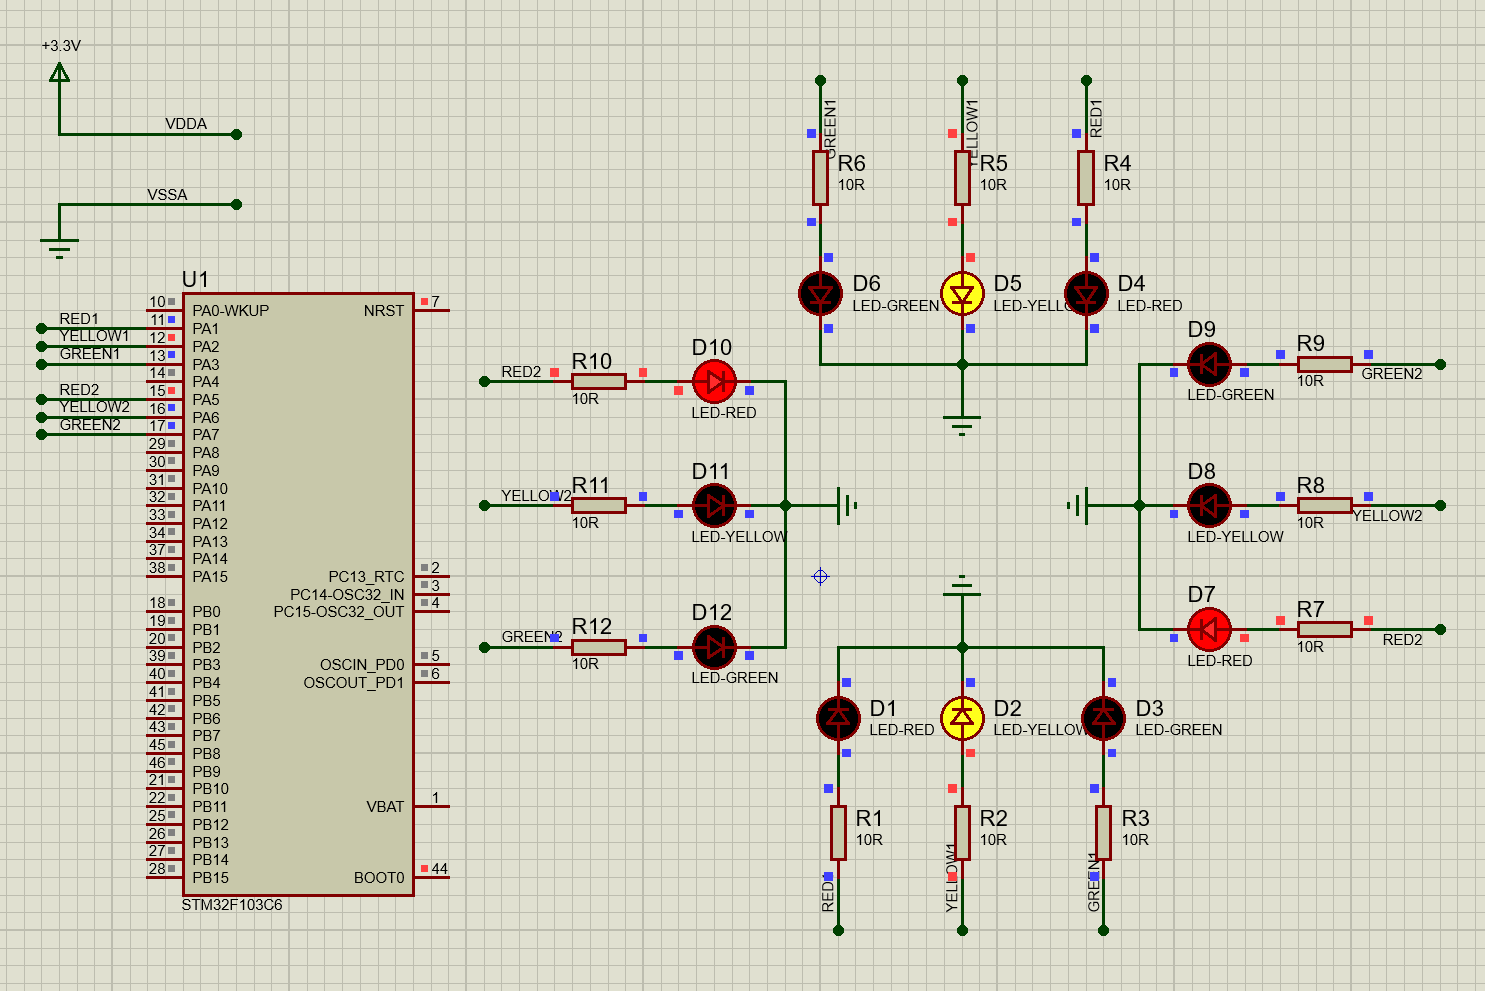 +3.3V
VDDA
VSSA
U1
10 PA0-WKUP
RED1 11 PA1
YELLOW1 12 PA2
GREEN1 13 PA3
14 PA4
RED2 15 PA5
YELLOW2 16 PA6
GREEN2 17 PA7
29 PA8
30 PA9
31 PA10
32 PA11
33 PA12
34 PA13
37 PA14
38 PA15
18 PB0
19 PB1
20 PB2
39 PB3
40 PB4
41 PB5
42 PB6
43 PB7
45 PB8
46 PB9
21 PB10
22 PB11
25 PB12
26 PB13
27 PB14
28 PB15
NRST 7
PC13_RTC 2
PC14-OSC32_IN 3
PC15-OSC32_OUT 4
OSCIN_PD0 5
OSCOUT_PD1 6
VBAT 1
BOOT0 44
STM32F103C6
GREEN1
R6
10R
D6
LED-GREEN
YELLOW1
R5
10R
D5
LED-YELLO
RED1
R4
10R
D4
LED-RED
RED2
R10
10R
D10
LED-RED
YELLOW2
R11
10R
D11
LED-YELLOW
GREEN2
R12
10R
D12
LED-GREEN
D9
LED-GREEN
R9
10R
GREEN2
D8
LED-YELLOW
R8
10R
YELLOW2
D7
LED-RED
R7
10R
RED2
D1
LED-RED
R1
10R
RED
D2
LED-YELLOW
R2
10R
YELLOW1
D3
LED-GREEN
R3
10R
GREEN1